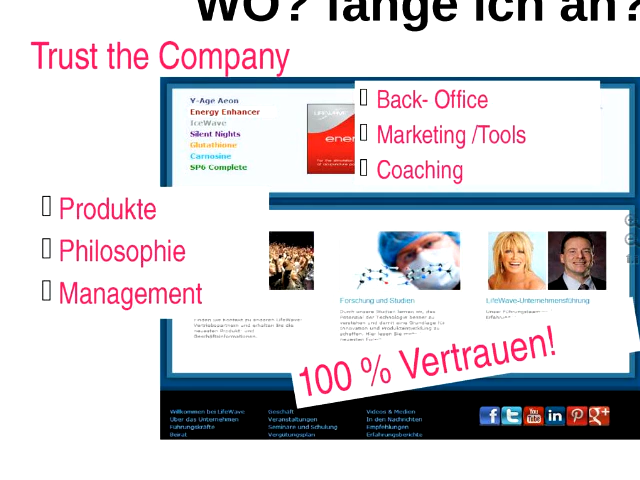 WO? fange ich an?
Trust the Company
Y-Age Aeon
Energy Enhancer
IceWave
Silent Nights
Glutathione
Carnosine
SP6 Complete
Back- Office
Marketing /Tools
Coaching
Produkte
Philosophie
Management
Forschung und Studien
LifeWave-Unternehmensführung
100 % Vertrauen!
Willkommen bei LifeWave
Über das Unternehmen
Führungskräfte
Beirat
Geschäft
Veranstaltungen
Seminare und Schulung
Vergütungsplan
Videos & Medien
In den Nachrichten
Empfehlungen
Erfahrungsberichte